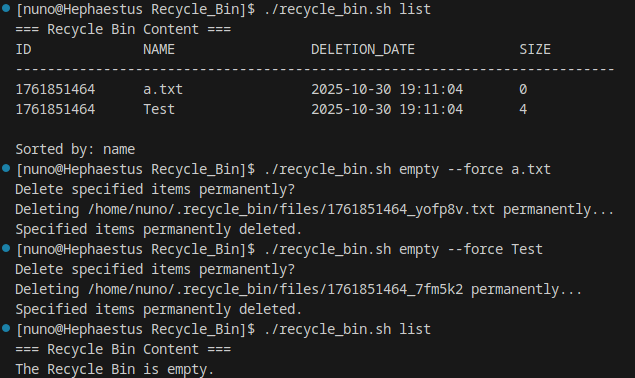 [nuno@Hephaestus Recycle_Bin]$ ./recycle_bin.sh list
=== Recycle Bin Content ===
ID NAME DELETION_DATE SIZE
---------------------------------------------------------------------------
1761851464 a.txt 2025-10-30 19:11:04 0
1761851464 Test 2025-10-30 19:11:04 4
Sorted by: name
[nuno@Hephaestus Recycle_Bin]$ ./recycle_bin.sh empty --force a.txt
Delete specified items permanently?
Deleting /home/nuno/.recycle_bin/files/1761851464_yofp8v.txt permanently...
Specified items permanently deleted.
[nuno@Hephaestus Recycle_Bin]$ ./recycle_bin.sh empty --force Test
Delete specified items permanently?
Deleting /home/nuno/.recycle_bin/files/1761851464_7fm5k2 permanently...
Specified items permanently deleted.
[nuno@Hephaestus Recycle_Bin]$ ./recycle_bin.sh list
=== Recycle Bin Content ===
The Recycle Bin is empty.